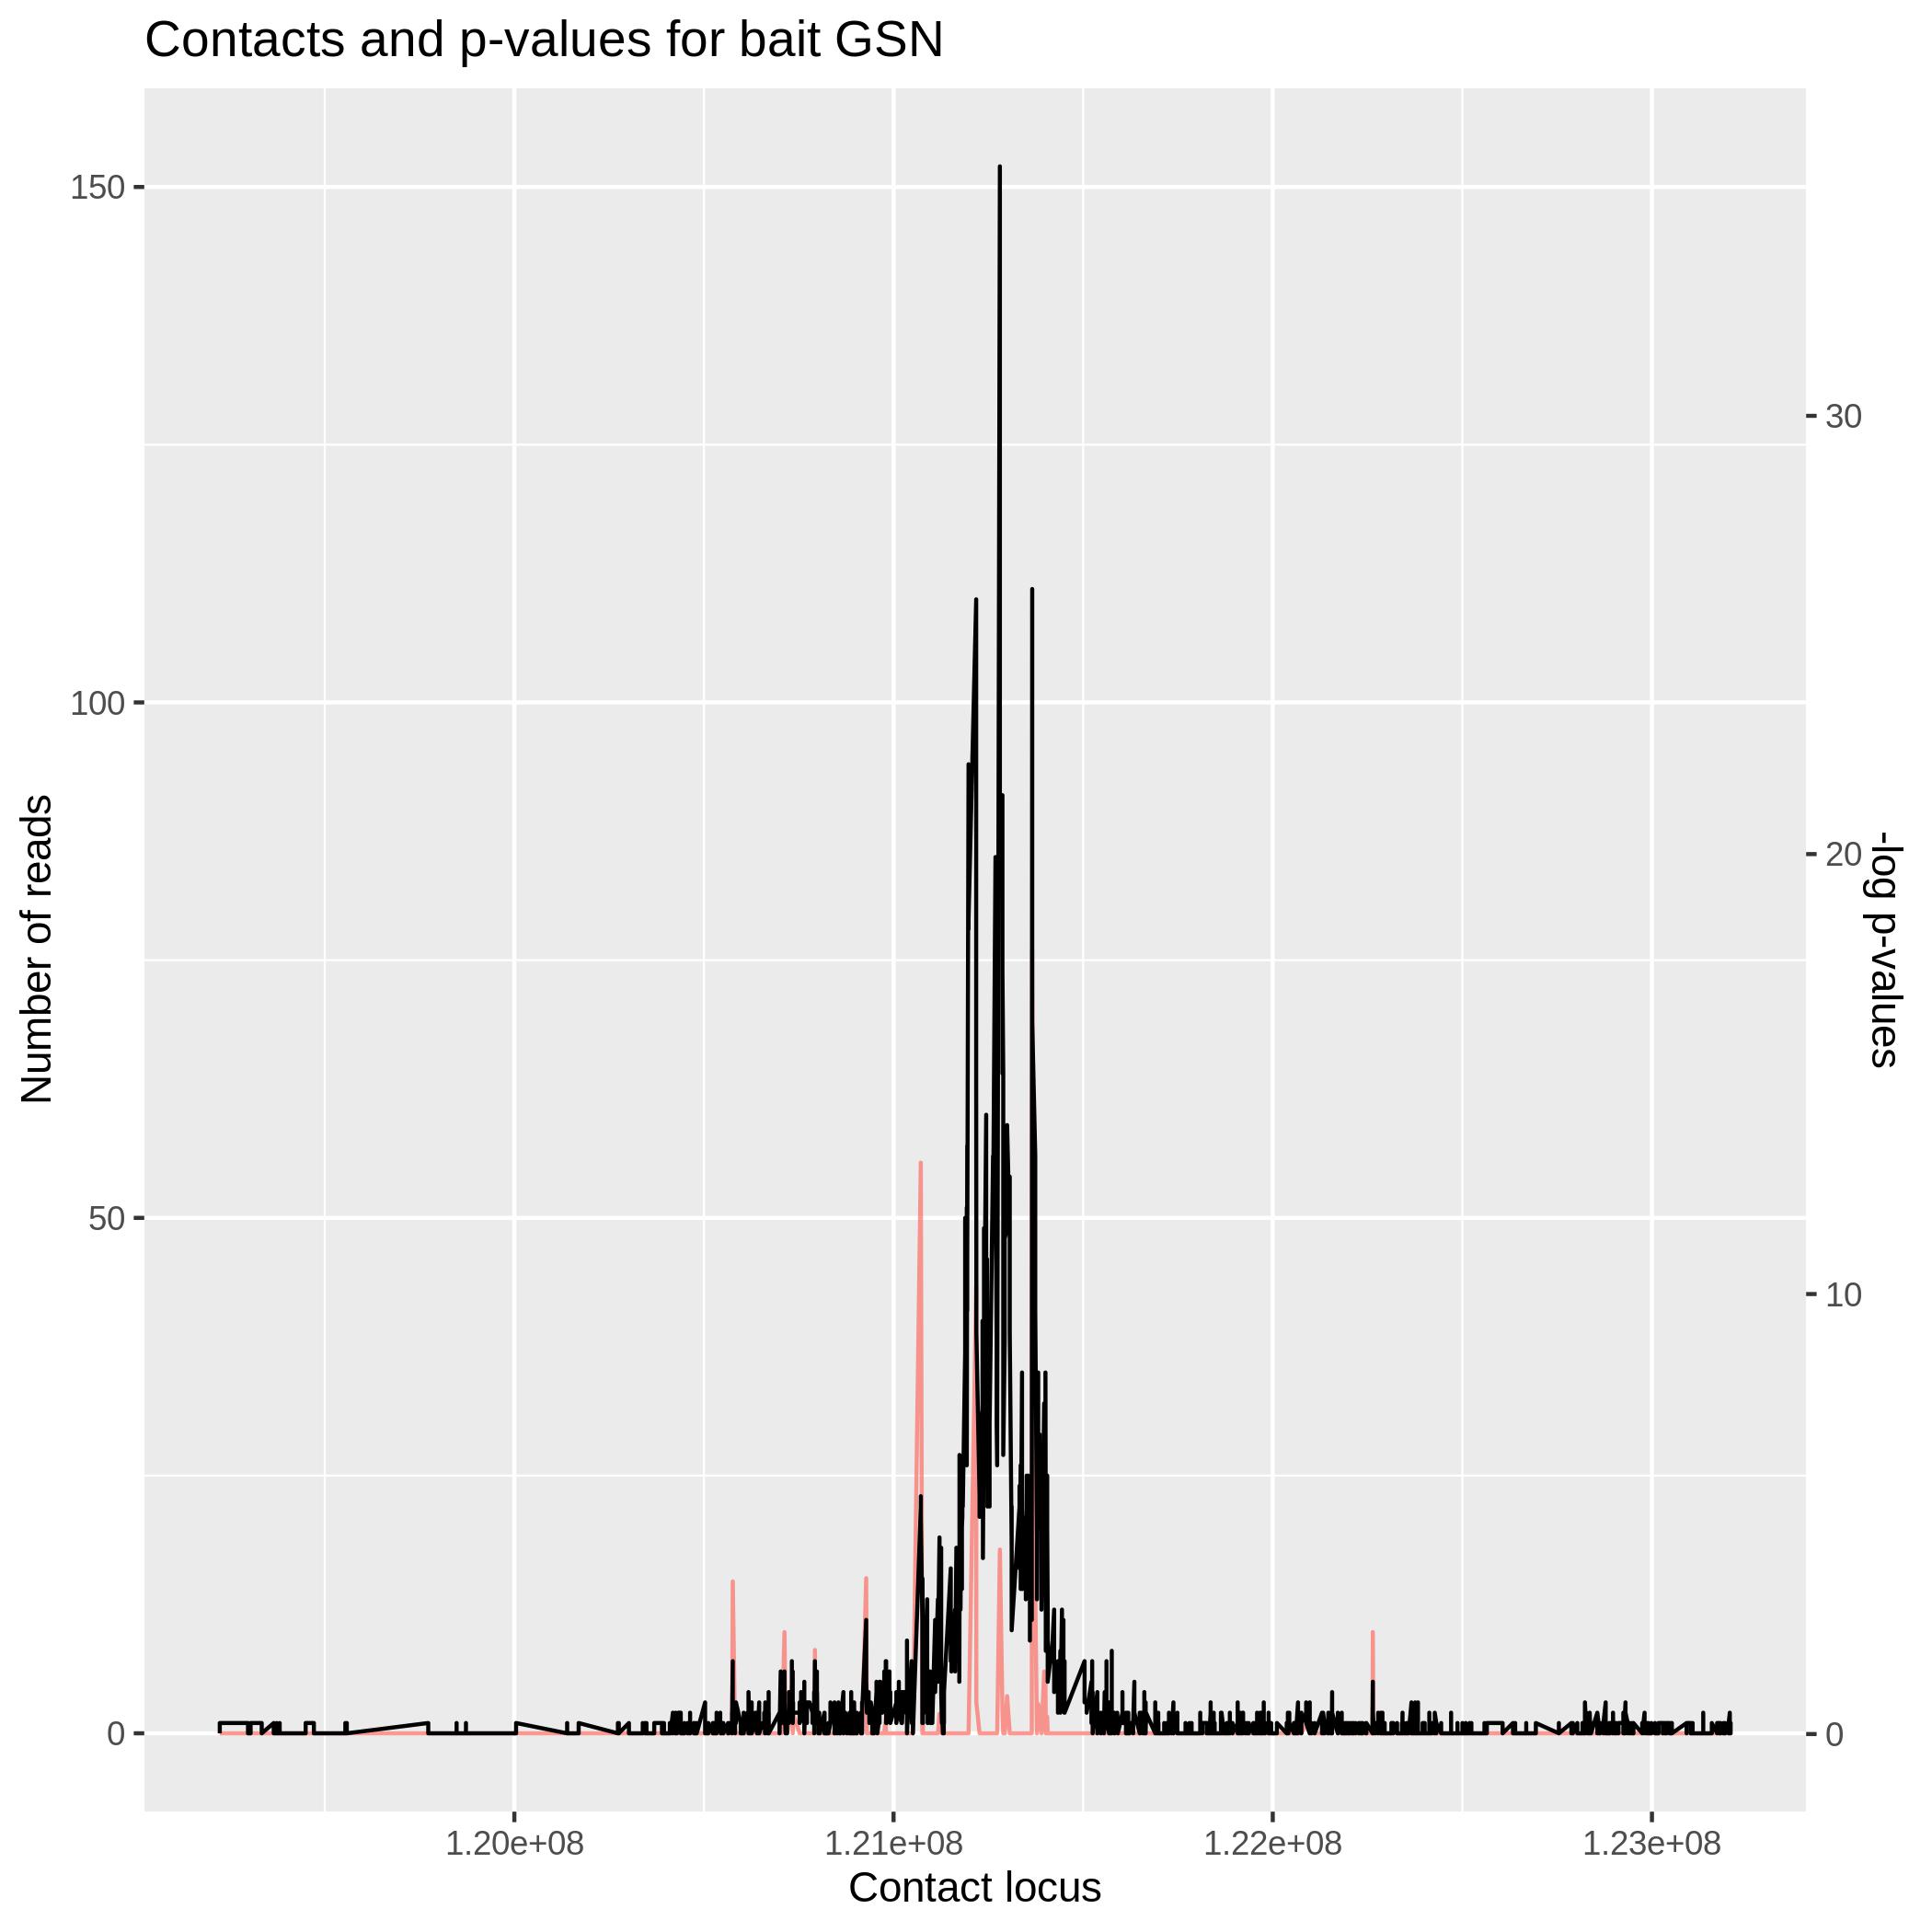 Contacts and p-values for bait GSN
150
100
50
0
Number of reads
30
20
10
0
-log p-values
1.20e+08
1.21e+08
1.22e+08
1.23e+08
Contact locus